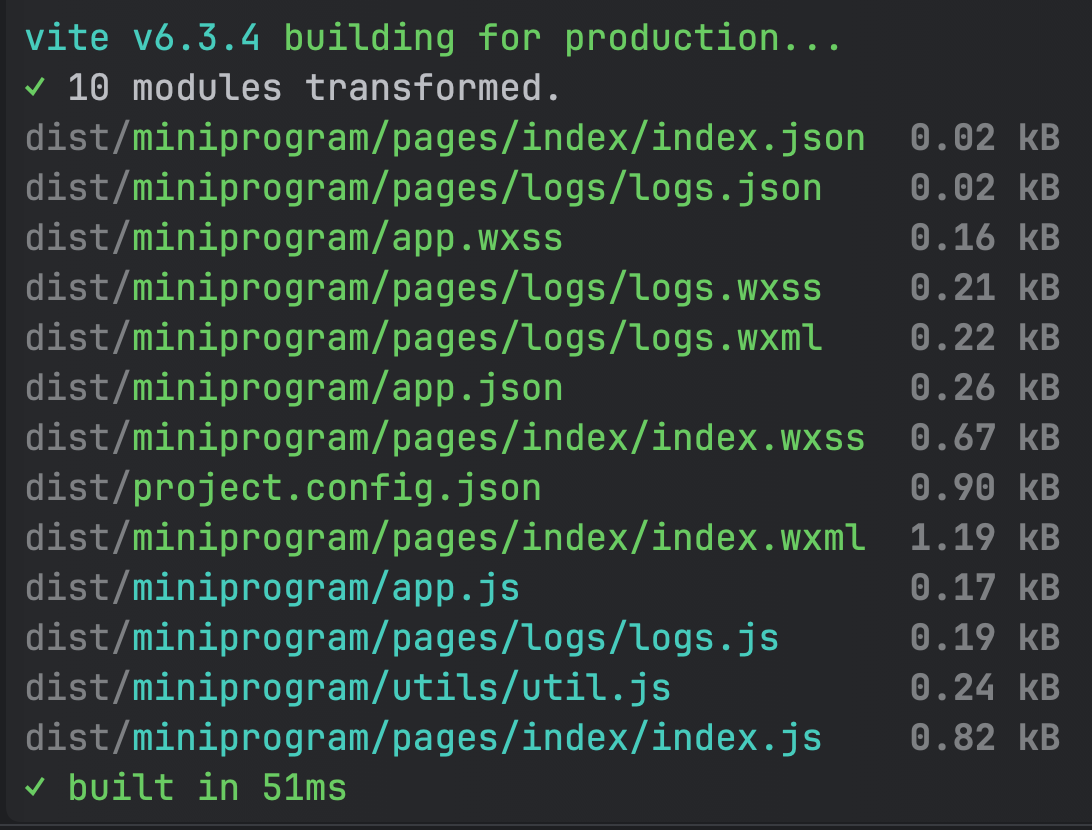 vite v6.3.4 building for production...
✓ 10 modules transformed.
dist/miniprogram/pages/index/index.json  0.02 kB
dist/miniprogram/pages/logs/logs.json    0.02 kB
dist/miniprogram/app.wxss                0.16 kB
dist/miniprogram/pages/logs/logs.wxss    0.21 kB
dist/miniprogram/pages/logs/logs.wxml    0.22 kB
dist/miniprogram/app.json                0.26 kB
dist/miniprogram/pages/index/index.wxss  0.67 kB
dist/project.config.json                 0.90 kB
dist/miniprogram/pages/index/index.wxml  1.19 kB
dist/miniprogram/app.js                  0.17 kB
dist/miniprogram/pages/logs/logs.js      0.19 kB
dist/miniprogram/utils/util.js           0.24 kB
dist/miniprogram/pages/index/index.js    0.82 kB
✓ built in 51ms